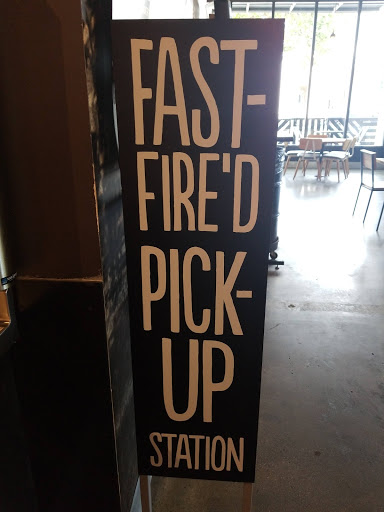 FAST-
FIRE'D
PICK-
UP
STATION